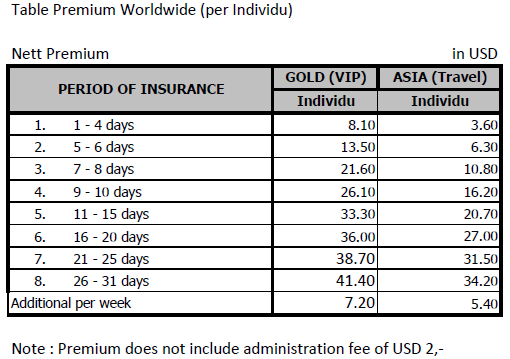 Table Premium Worldwide (per Individu)
Nett Premium in USD
PERIOD OF INSURANCE GOLD (VIP) ASIA (Travel)
Individu Individu
1. 1 - 4 days 8.10 3.60
2. 5 - 6 days 13.50 6.30
3. 7 - 8 days 21.60 10.80
4. 9 - 10 days 26.10 16.20
5. 11 - 15 days 33.30 20.70
6. 16 - 20 days 36.00 27.00
7. 21 - 25 days 38.70 31.50
8. 26 - 31 days 41.40 34.20
Additional per week 7.20 5.40
Note : Premium does not include administration fee of USD 2,-